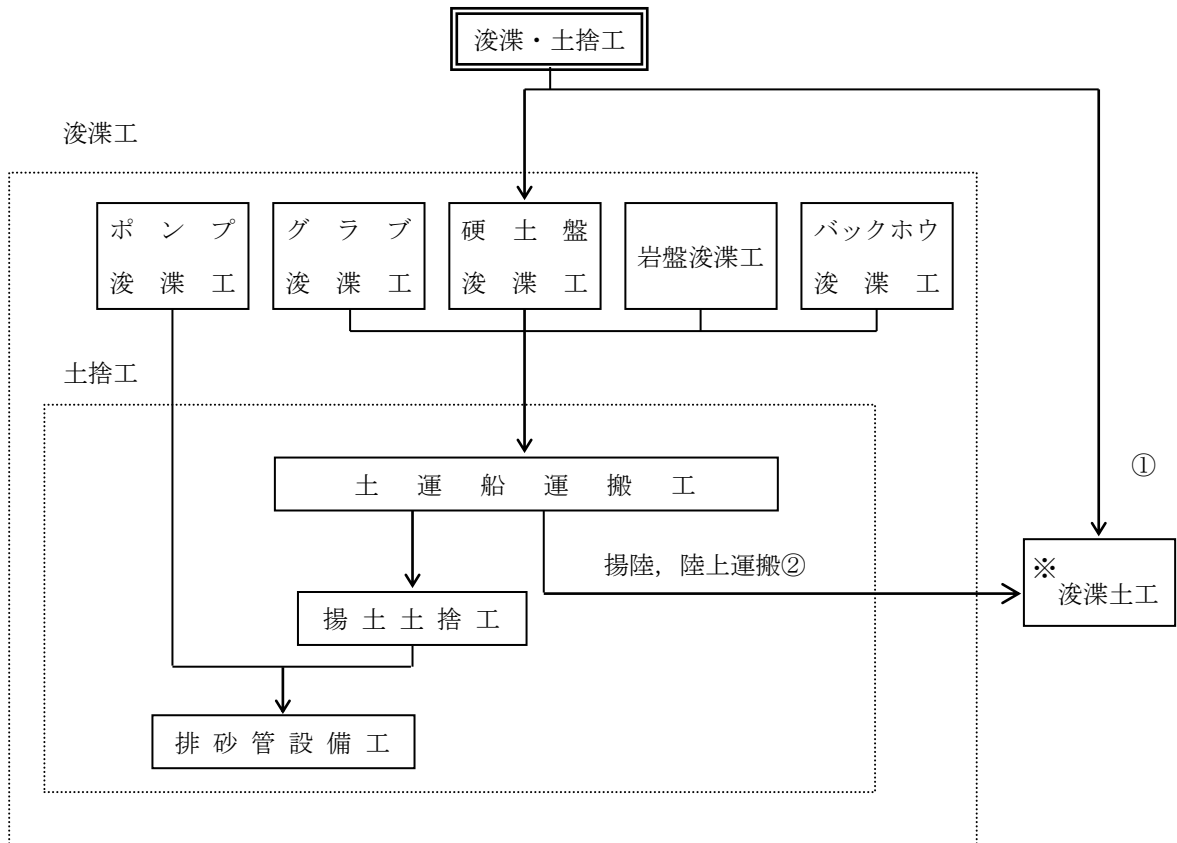 浚渫・土捨工
浚渫工
ポンプ
浚渫工
グラブ
浚渫工
硬土盤
浚渫工
岩盤浚渫工
バックホウ
浚渫工
土捨工
土運船運搬工
①
揚陸，陸上運搬②
※
浚渫土工
揚土土捨工
排砂管設備工